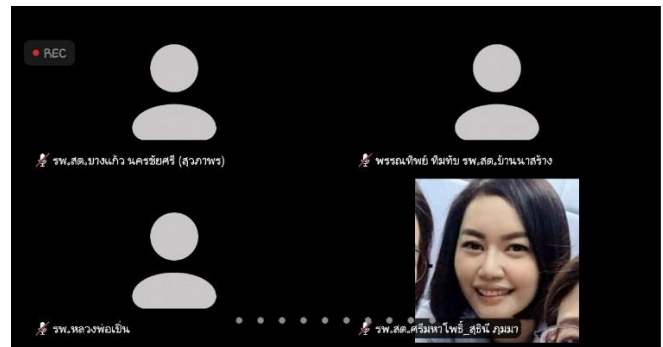 REC
รพ.สต.บางแก้ว นครชัยศรี (สุวภาพร)
พรรณทิพย์ ทิมทับ รพ.สต.บ้านนาสร้าง
รพ.หลวงพ่อเปิ่น
รพ.สต.ศรีมหาโพธิ์_สุธินี ภุมมา